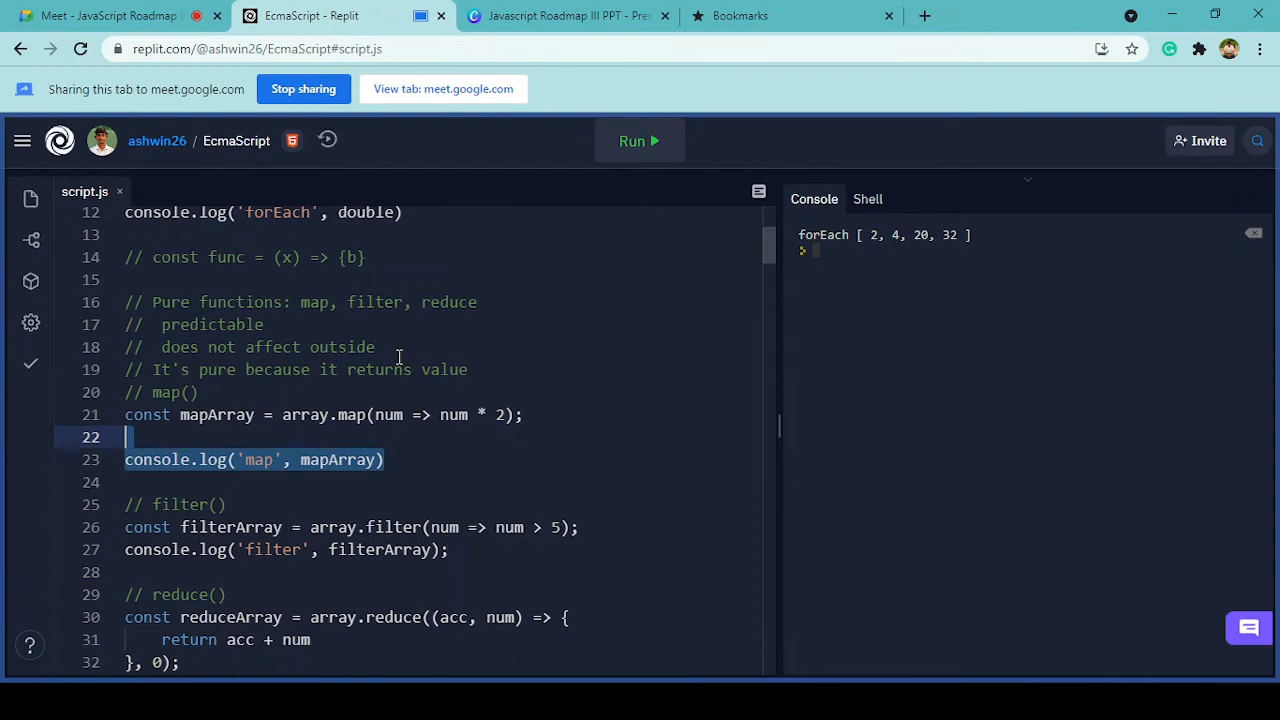 Meet - JavaScript Roadmap
EcmaScript - Replit
Javascript Roadmap III PPT - Pres
Bookmarks
replit.com/@ashwin26/EcmaScript#script.js
Sharing this tab to meet.google.com
Stop sharing
View tab: meet.google.com
ashwin26 / EcmaScript
Run
Invite
script.js
Console
Shell
12 console.log('forEach', double)
13
14 // const func = (x) => {b}
15
16 // Pure functions: map, filter, reduce
17 //  predictable
18 //  does not affect outside
19 // It's pure because it returns value
20 // map()
21 const mapArray = array.map(num => num * 2);
22
23 console.log('map', mapArray)
24
25 // filter()
26 const filterArray = array.filter(num => num > 5);
27 console.log('filter', filterArray);
28
29 // reduce()
30 const reduceArray = array.reduce((acc, num) => {
31     return acc + num
32 }, 0);
forEach [ 2, 4, 20, 32 ]